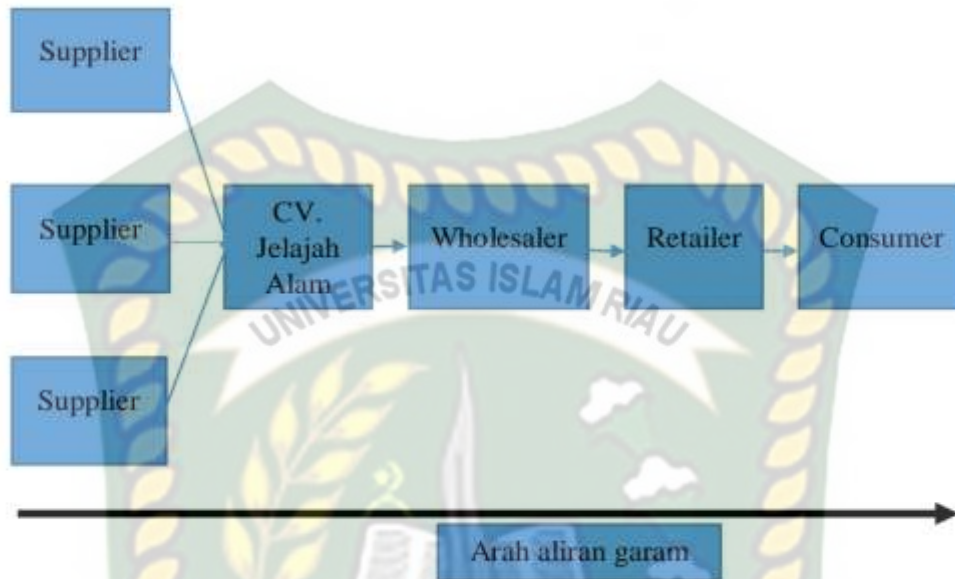 Supplier
Supplier
CV.
Jelajah
Alam
Wholesaler
Retailer
Consumer
UNIVERSITAS ISLAM RIAU
Supplier
Arah aliran garam